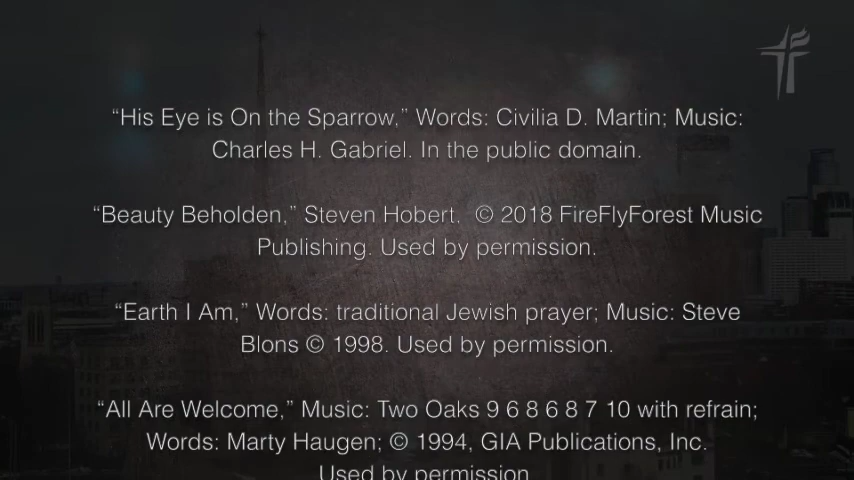 “His Eye is On the Sparrow,” Words: Civilia D. Martin; Music:
Charles H. Gabriel. In the public domain.
“Beauty Beholden,” Steven Hobert.  © 2018 FireFlyForest Music
Publishing. Used by permission.
“Earth I Am,” Words: traditional Jewish prayer; Music: Steve
Blons © 1998. Used by permission.
“All Are Welcome,” Music: Two Oaks 9 6 8 6 8 7 10 with refrain;
Words: Marty Haugen; © 1994, GIA Publications, Inc.
Used by permission